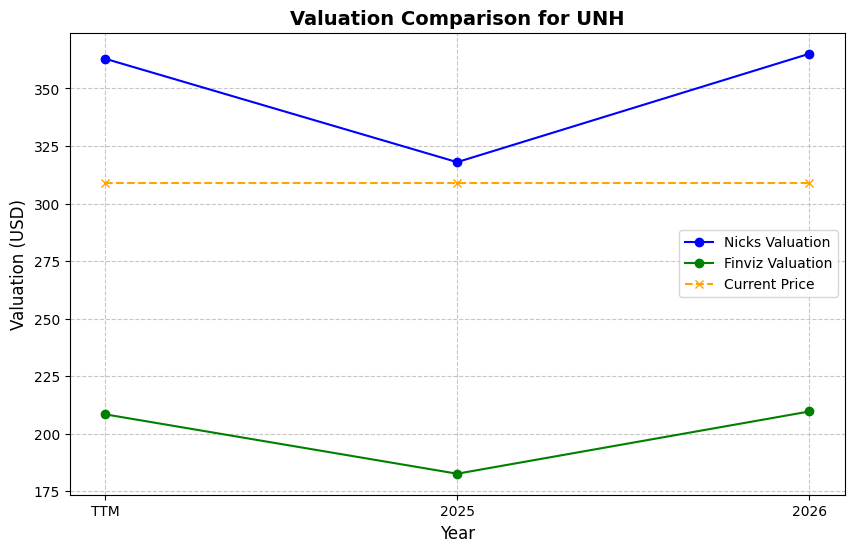 Valuation Comparison for UNH
Valuation (USD)
350
325
300
275
250
225
200
175
Nicks Valuation
Finviz Valuation
Current Price
TTM
2025
2026
Year